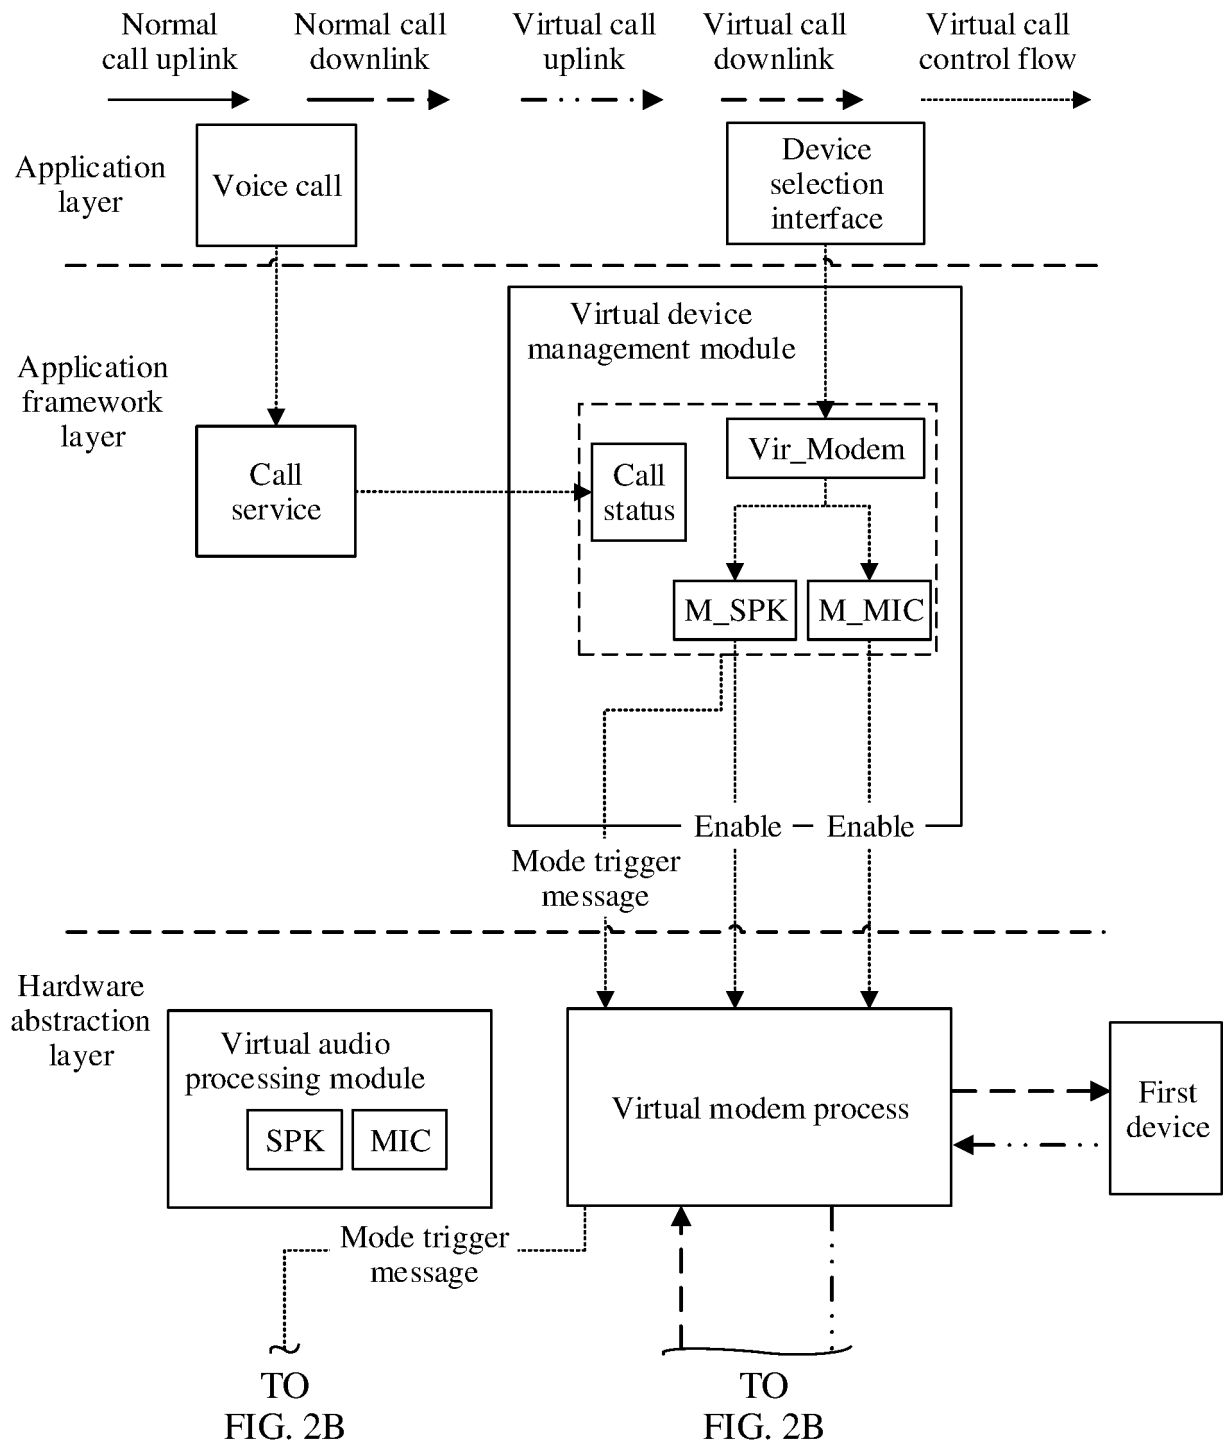 Normal
call uplink
Normal call
downlink
Virtual call
uplink
Virtual call
downlink
Virtual call
control flow
Application
layer
Voice call
Device
selection
interface
Virtual device
management module
Application
framework
layer
Call
service
Call
status
Vir_Modem
M_SPK
M_MIC
Enable
Enable
Mode trigger
message
Hardware
abstraction
layer
Virtual audio
processing module
SPK
MIC
Virtual modem process
First
device
Mode trigger
message
TO
FIG. 2B
TO
FIG. 2B